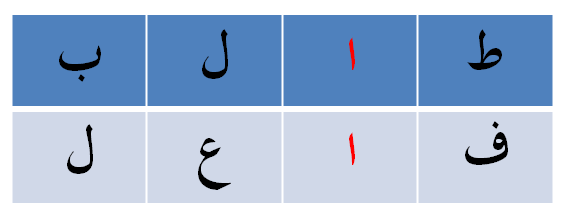 ط ا ل ب
ف ا ع ل